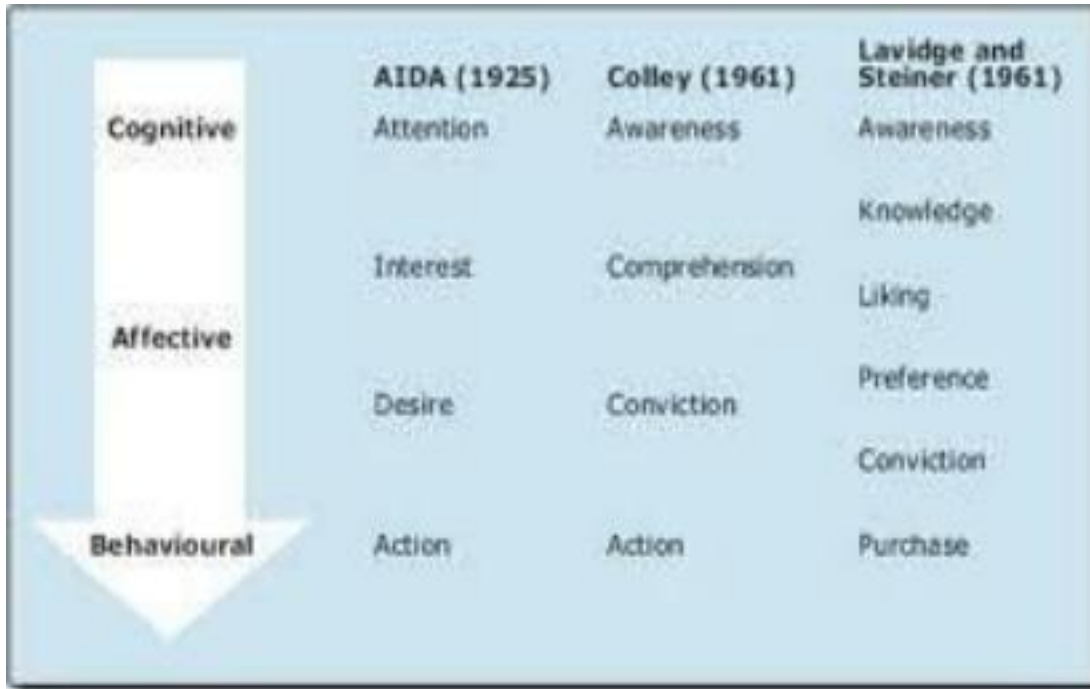 Lavidge and
AIDA (1925) Colley (1961) Steiner (1961)
Cognitive Attention Awareness Awareness
Knowledge
Interest Comprehension
Liking
Affective
Preference
Desire Conviction
Conviction
Behavioural Action Action Purchase